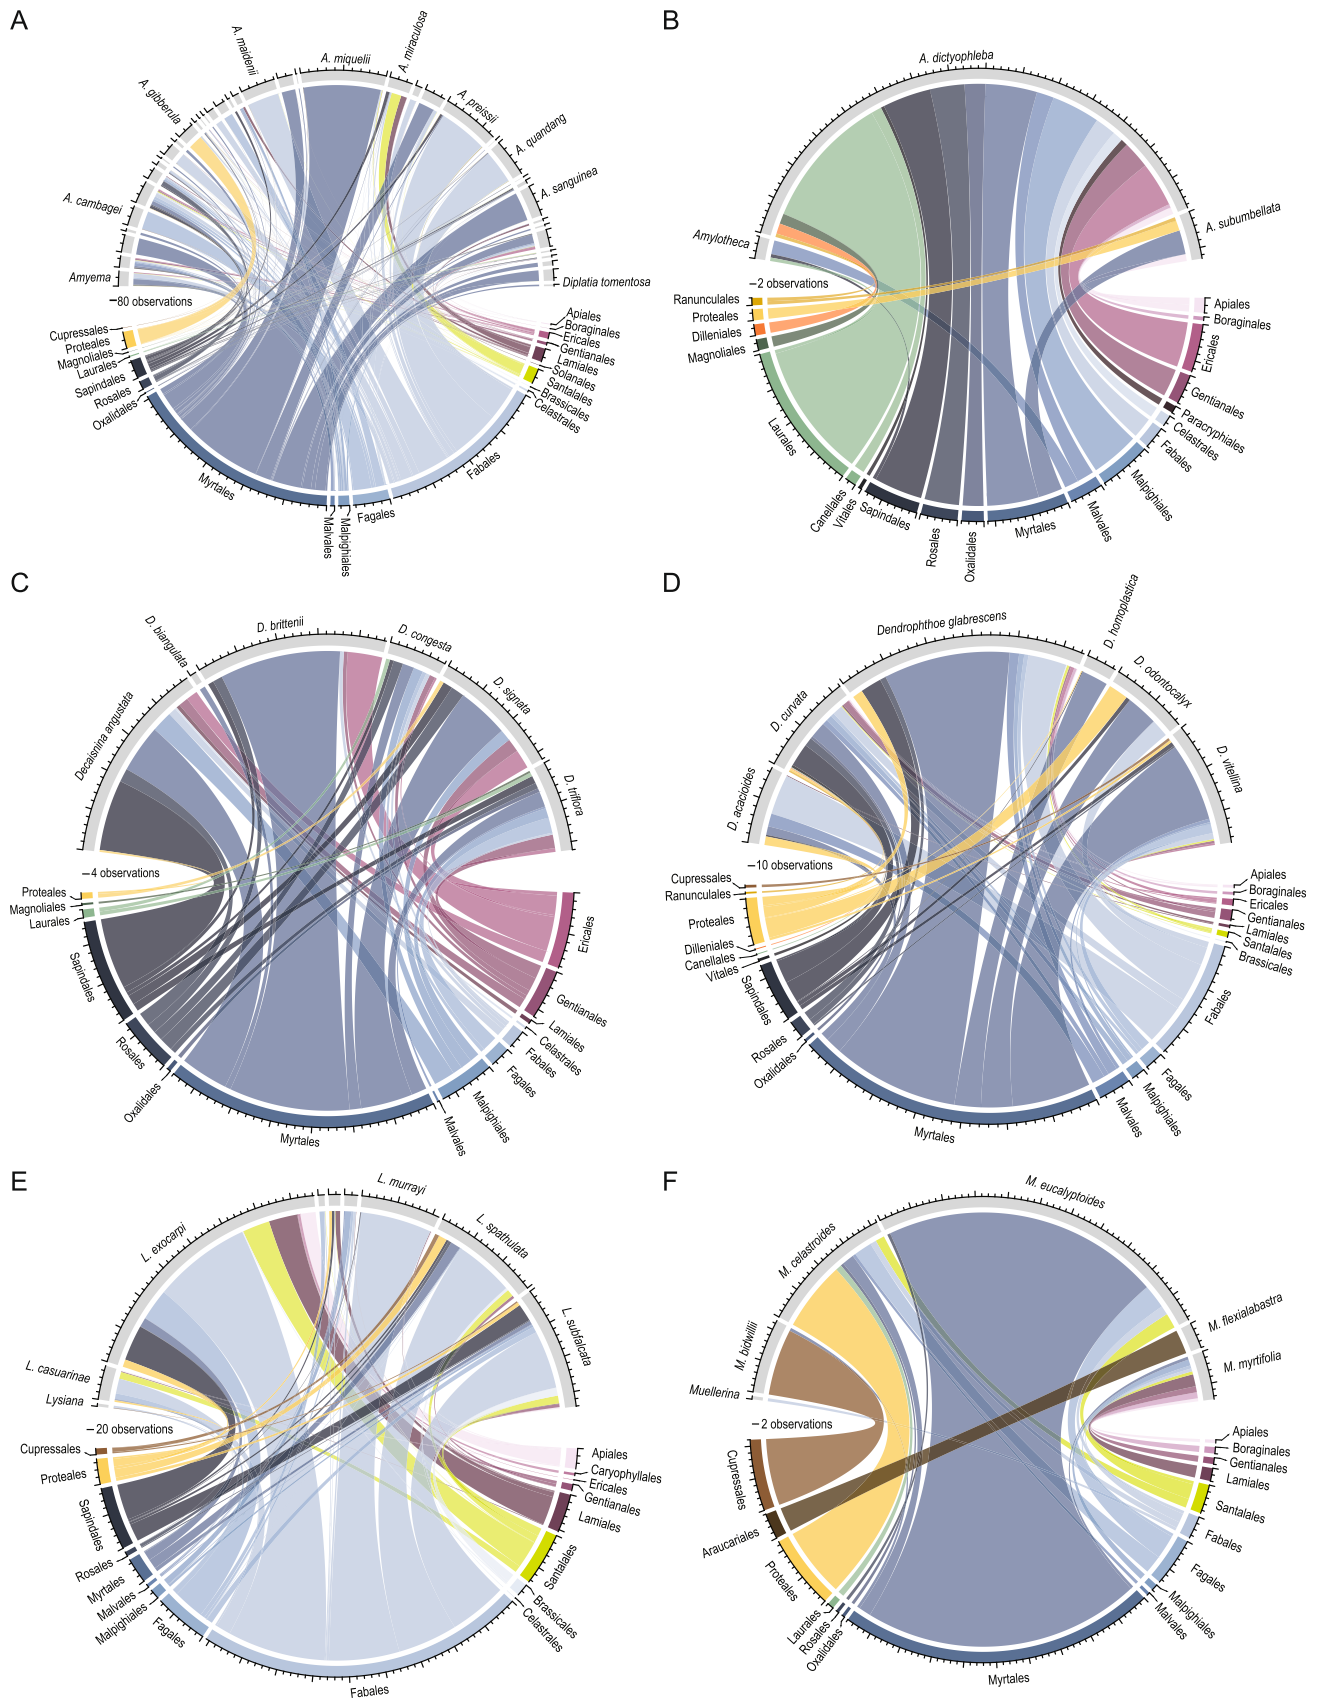 A
A. maidenii
A. miquelii
A. miraculosa
A. gibberula
A. preissii
A. quandang
A. cambagei
A. sanguinea
Amyema
Diplatia tomentosa
80 observations
Cupressales
Proteales
Magnoliales
Laurales
Sapindales
Rosales
Oxalidales
Myrtales
Malvales
Malpighiales
Fagales
Fabales
Apiales
Boraginales
Ericales
Gentianales
Lamiales
Solanales
Santalales
Brassicales
Celastrales
B
A. dictyophleba
Amylotheca
A. subumbellata
2 observations
Ranunculales
Proteales
Dilleniales
Magnoliales
Laurales
Canellales
Vitales
Sapindales
Rosales
Oxalidales
Myrtales
Malvales
Malpighiales
Fabales
Celastrales
Paracryphiales
Gentianales
Ericales
Boraginales
Apiales
C
Decaisnina angustata
D. biangulata
D. brittenii
D. congesta
D. signata
D. triflora
4 observations
Proteales
Magnoliales
Laurales
Sapindales
Rosales
Oxalidales
Myrtales
Malvales
Malpighiales
Fagales
Fabales
Celastrales
Lamiales
Gentianales
Ericales
D
D. acacioides
D. curvata
Dendrophthoe glabrescens
D. homoplastica
D. odontocalyx
D. vitellina
10 observations
Cupressales
Ranunculales
Proteales
Dilleniales
Canellales
Vitales
Sapindales
Rosales
Oxalidales
Myrtales
Malvales
Malpighiales
Fagales
Fabales
Brassicales
Santalales
Lamiales
Gentianales
Ericales
Boraginales
Apiales
E
Lysiana
L. casuarinae
L. exocarpi
L. murrayi
L. spathulata
L. subfalcata
20 observations
Cupressales
Proteales
Sapindales
Rosales
Myrtales
Malvales
Malpighiales
Fagales
Fabales
Celastrales
Brassicales
Santalales
Lamiales
Gentianales
Ericales
Caryophyllales
Apiales
F
Muellerina
M. bidwillii
M. celastroides
M. eucalyptoides
M. flexialabastra
M. myrtifolia
2 observations
Cupressales
Araucariales
Proteales
Laurales
Rosales
Oxalidales
Myrtales
Malvales
Malpighiales
Fagales
Fabales
Santalales
Lamiales
Gentianales
Boraginales
Apiales